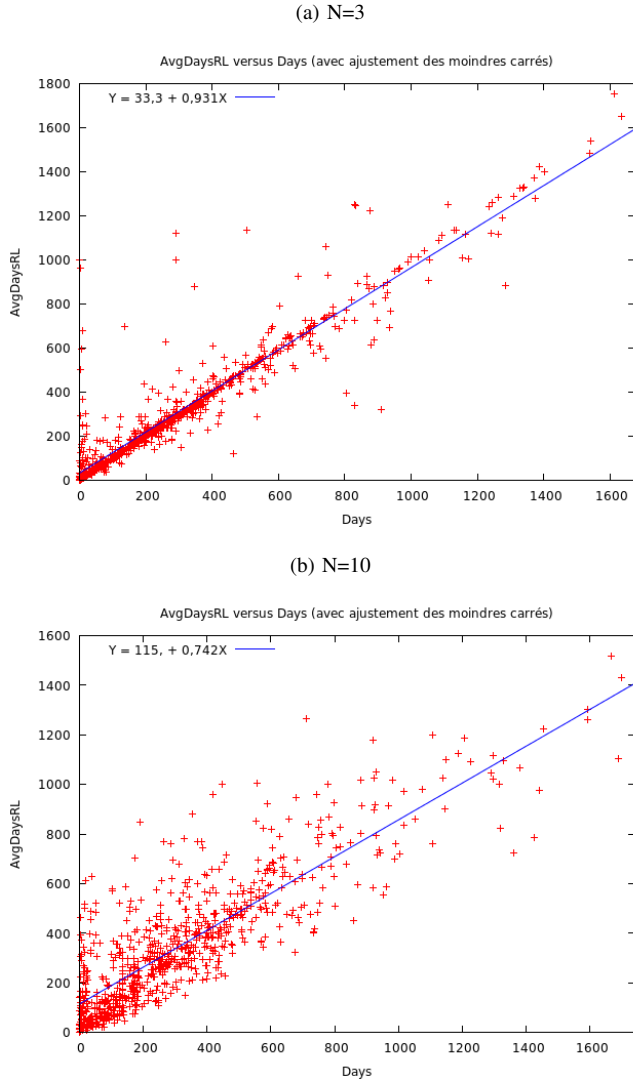 (a) N=3
AvgDaysRL versus Days (avec ajustement des moindres carrés)
Y = 33,3 + 0,931X
1800
1600
1400
1200
1000
800
600
400
200
0
AvgDaysRL
0 200 400 600 800 1000 1200 1400 1600
Days
(b) N=10
AvgDaysRL versus Days (avec ajustement des moindres carrés)
Y = 115, + 0,742X
1600
1400
1200
1000
800
600
400
200
0
AvgDaysRL
0 200 400 600 800 1000 1200 1400 1600
Days